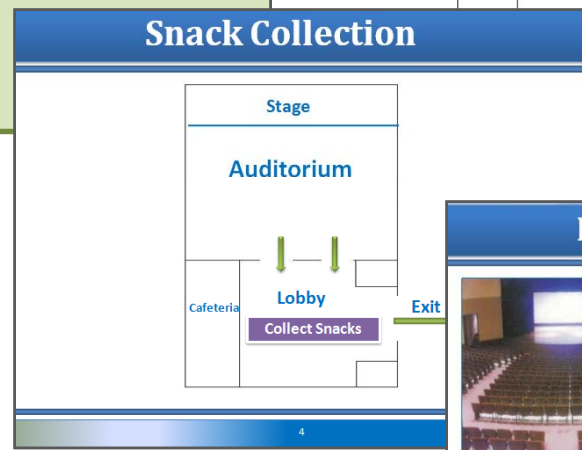 Snack Collection
Stage
Auditorium
Cafeteria
Lobby
Exit
Collect Snacks
4